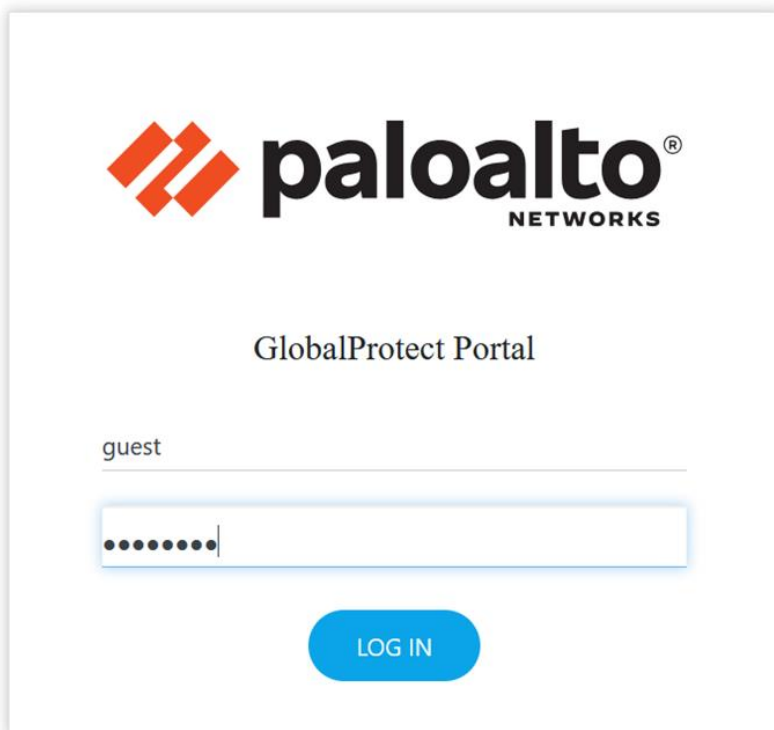 paloalto®
NETWORKS
GlobalProtect Portal
guest
••••••••
LOG IN